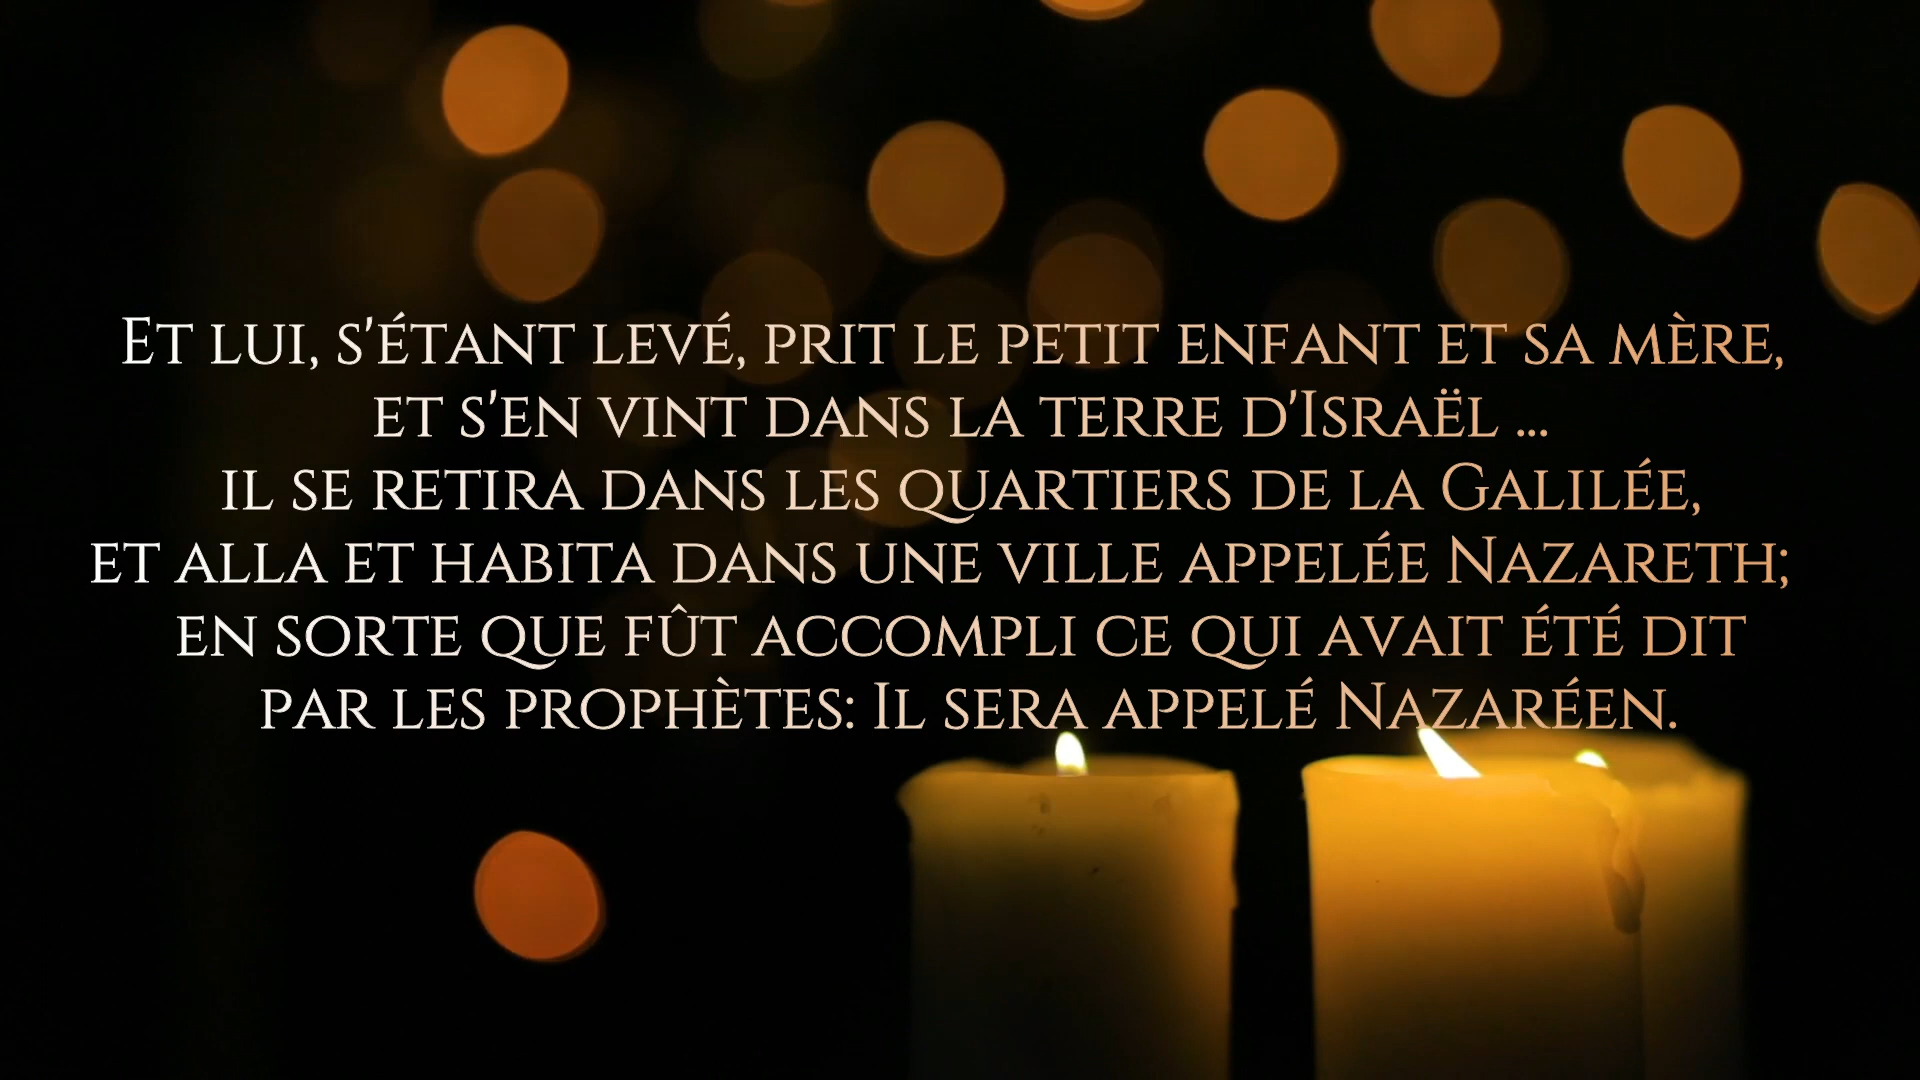 Et lui, s'étant levé, prit le petit enfant et sa mère,
et s'en vint dans la terre d'Israël ...
il se retira dans les quartiers de la Galilée,
et alla et habita dans une ville appelée Nazareth;
en sorte que fût accompli ce qui avait été dit
par les prophètes: Il sera appelé Nazaréen.